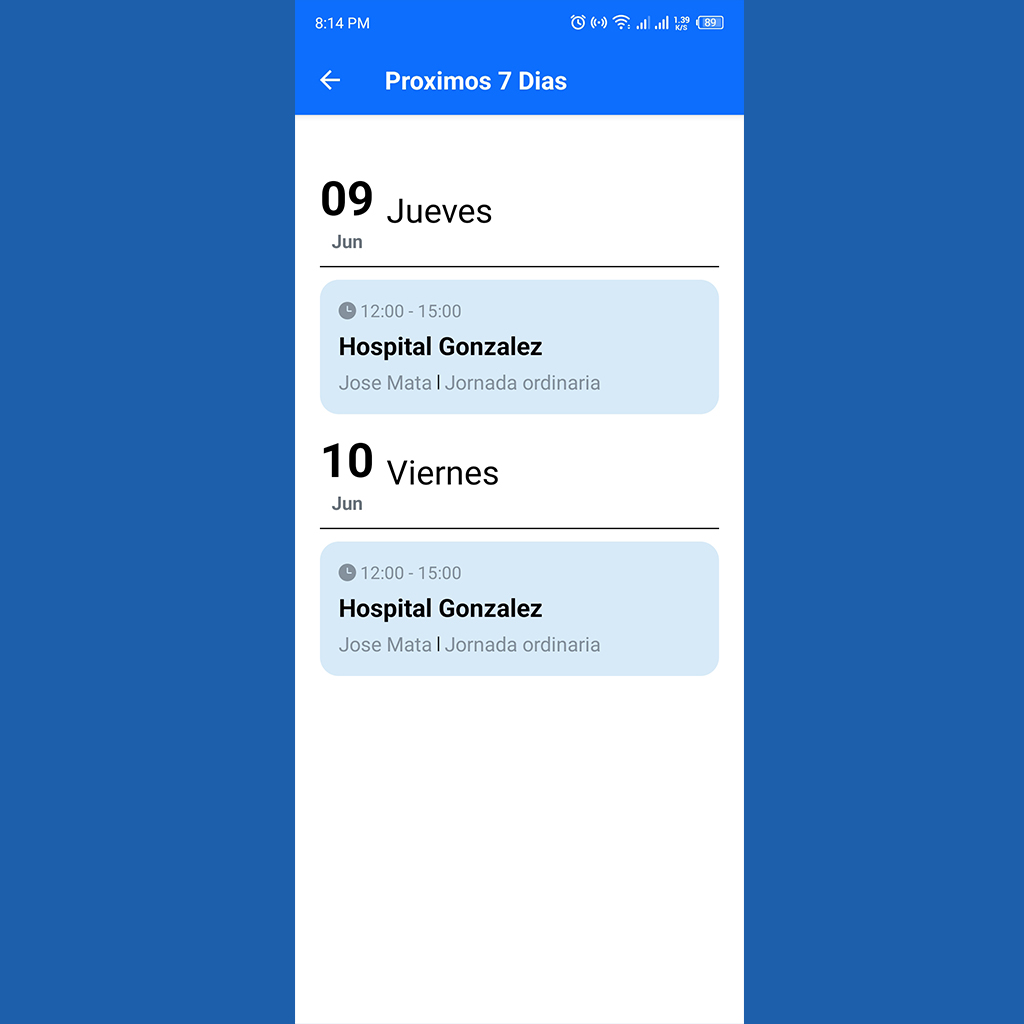 8:14 PM 1.39 K/S 89
Proximos 7 Dias
09 Jueves
Jun
12:00 - 15:00
Hospital Gonzalez
Jose Mata | Jornada ordinaria
10 Viernes
Jun
12:00 - 15:00
Hospital Gonzalez
Jose Mata | Jornada ordinaria